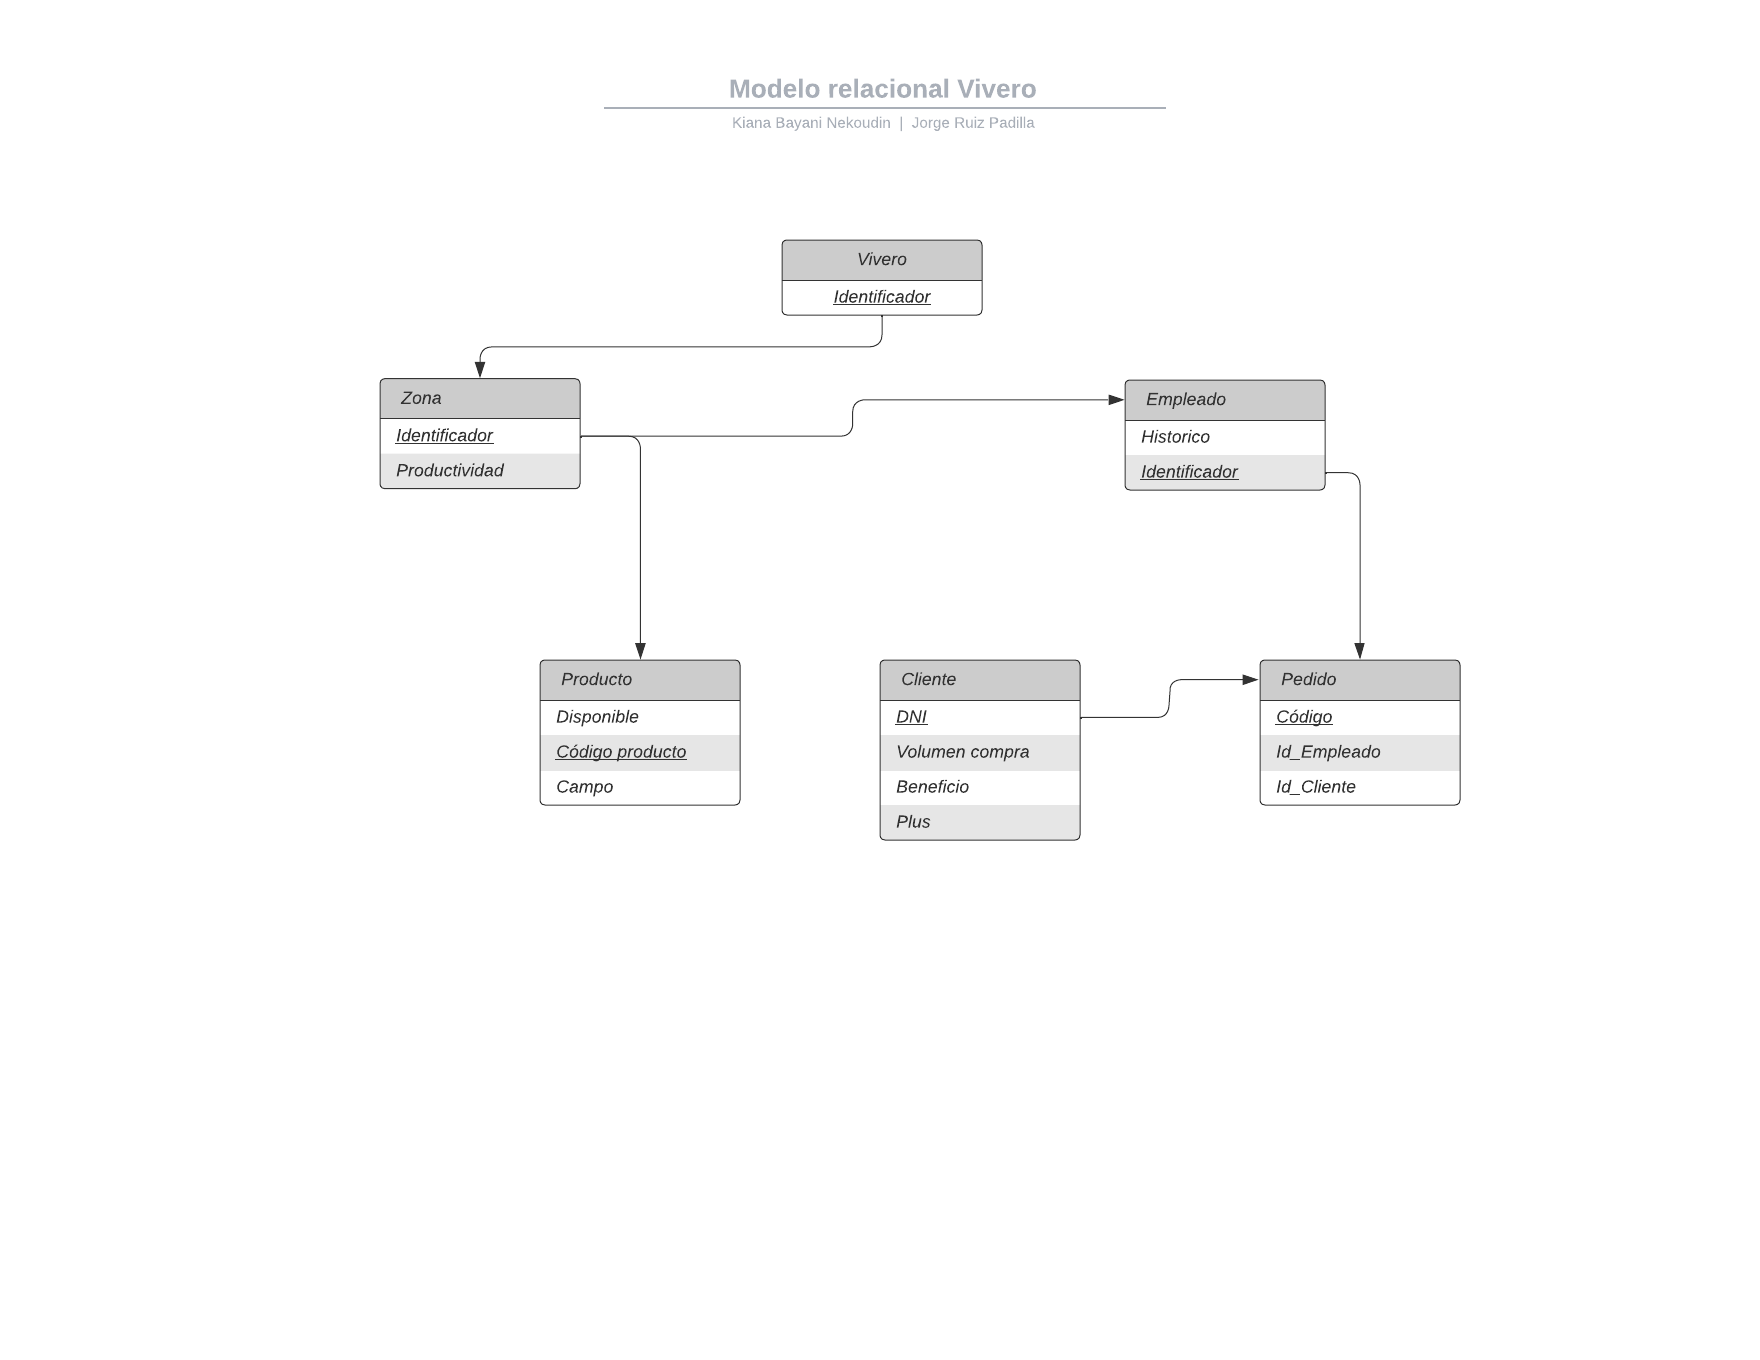 Modelo relacional Vivero
Kiana Bayani Nekoudin | Jorge Ruiz Padilla
Vivero
Identificador
Zona
Identificador
Productividad
Empleado
Historico
Identificador
Producto
Disponible
Código producto
Campo
Cliente
DNI
Volumen compra
Beneficio
Plus
Pedido
Código
Id_Empleado
Id_Cliente